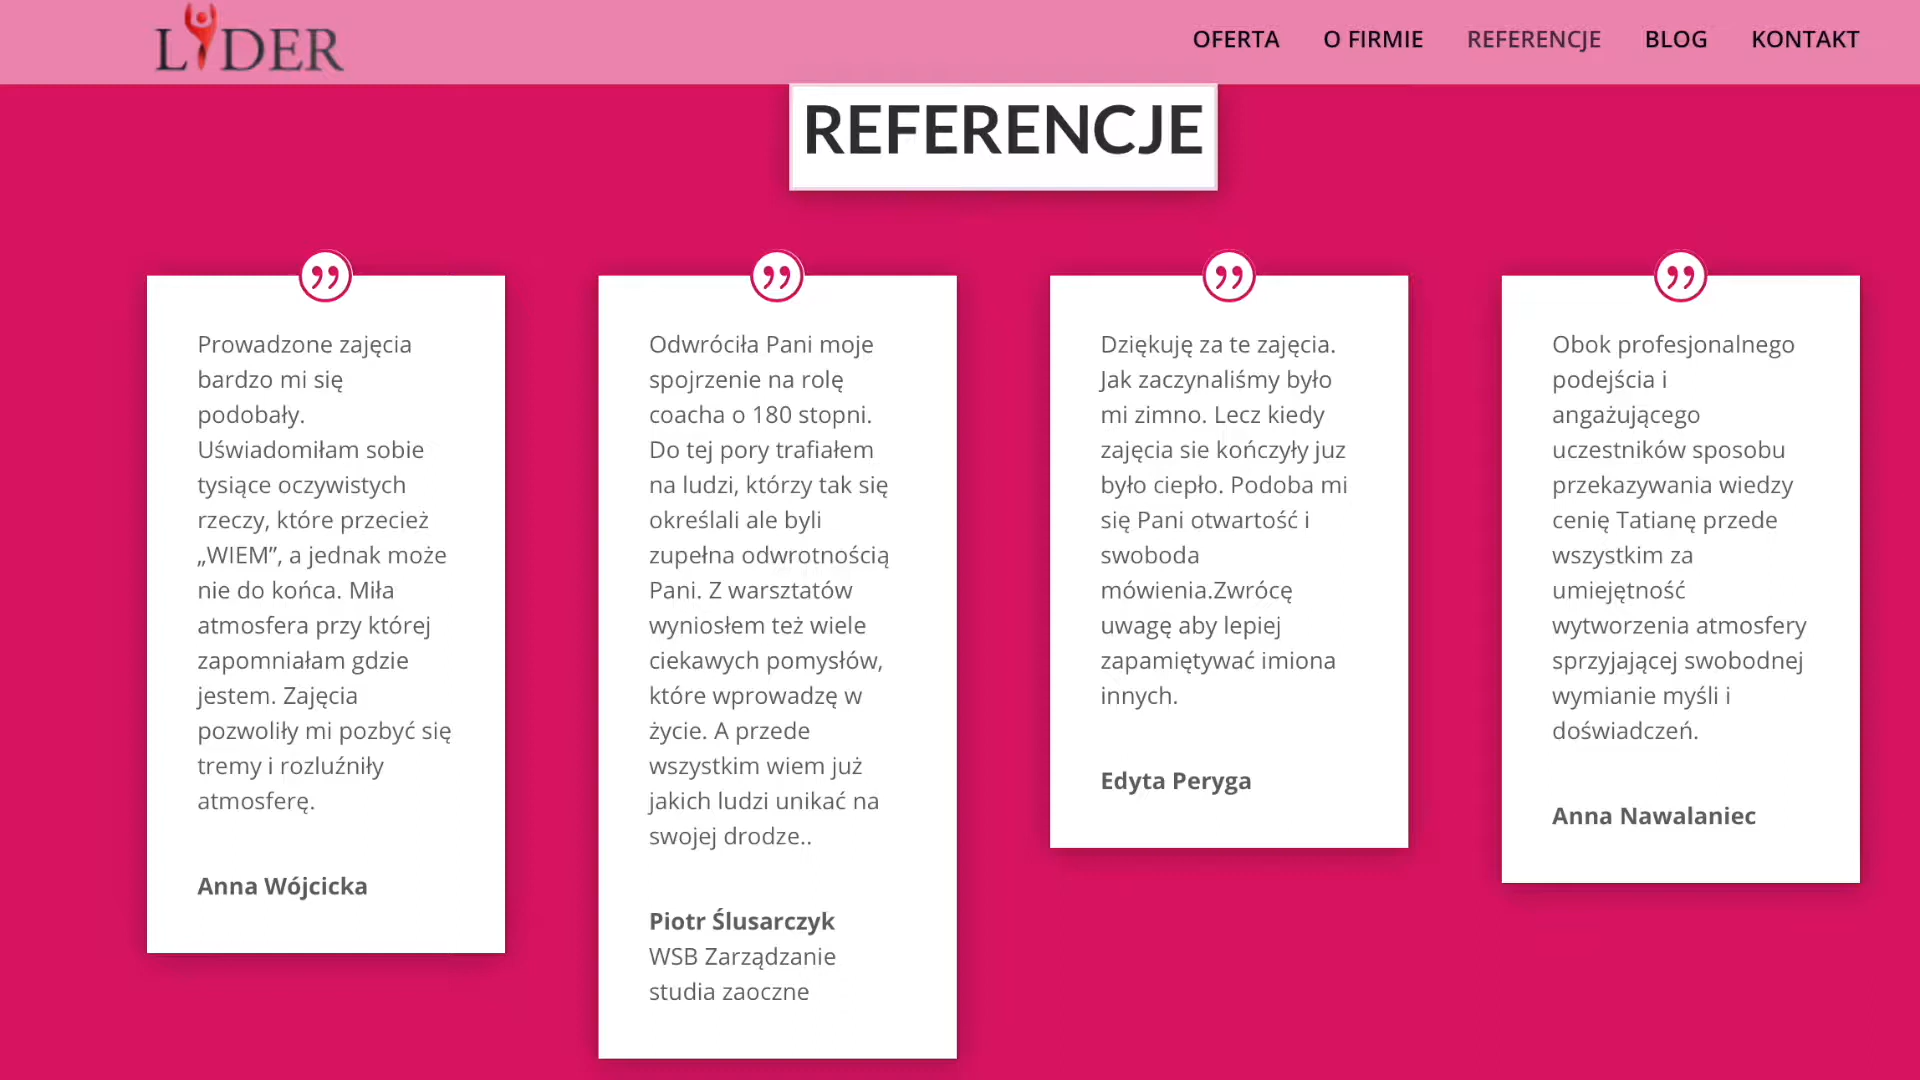 LIDER
OFERTA
O FIRMIE
REFERENCJE
BLOG
KONTAKT
REFERENCJE
Prowadzone zajęcia
bardzo mi się
podobały.
Uświadomiłam sobie
tysiące oczywistych
rzeczy, które przecież
„WIEM”, a jednak może
nie do końca. Miła
atmosfera przy której
zapomniałam gdzie
jestem. Zajęcia
pozwoliły mi pozbyć się
tremy i rozluźniły
atmosferę.
Anna Wójcicka
Odwróciła Pani moje
spojrzenie na rolę
coacha o 180 stopni.
Do tej pory trafiałem
na ludzi, którzy tak się
określali ale byli
zupełna odwrotnością
Pani. Z warsztatów
wyniosłem też wiele
ciekawych pomysłów,
które wprowadzę w
życie. A przede
wszystkim wiem już
jakich ludzi unikać na
swojej drodze..
Piotr Ślusarczyk
WSB Zarządzanie
studia zaoczne
Dziękuję za te zajęcia.
Jak zaczynaliśmy było
mi zimno. Lecz kiedy
zajęcia sie kończyły juz
było ciepło. Podoba mi
się Pani otwartość i
swoboda
mówienia.Zwrócę
uwagę aby lepiej
zapamiętywać imiona
innych.
Edyta Peryga
Obok profesjonalnego
podejścia i
angażującego
uczestników sposobu
przekazywania wiedzy
cenię Tatianę przede
wszystkim za
umiejętność
wytworzenia atmosfery
sprzyjającej swobodnej
wymianie myśli i
doświadczeń.
Anna Nawalaniec